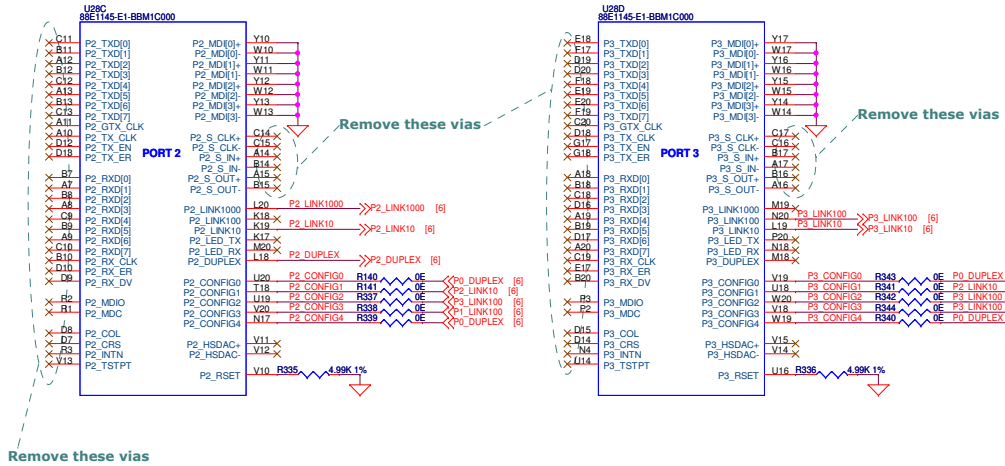 U28C
88E1145-E1-BBM1C000
C11 P2_TXD[0] P2_MDI[0]+ Y10
B11 P2_TXD[1] P2_MDI[0]- W10
A12 P2_TXD[2] P2_MDI[1]+ Y11
B12 P2_TXD[3] P2_MDI[1]- W11
C12 P2_TXD[4] P2_MDI[2]+ Y12
A13 P2_TXD[5] P2_MDI[2]- W12
B13 P2_TXD[6] P2_MDI[3]+ Y13
C13 P2_TXD[7] P2_MDI[3]- W13
A11 P2_GTX_CLK
A10 P2_TX_CLK P2_S_CLK+ C14
D12 P2_TX_EN P2_S_CLK- C15
D13 P2_TX_ER P2_S_IN+ A14
PORT 2
P2_S_IN- B14
B7 P2_RXD[0] P2_S_OUT+ A15
A7 P2_RXD[1] P2_S_OUT- B15
B8 P2_RXD[2]
A8 P2_RXD[3] P2_LINK1000 L20 P2_LINK1000 P2_LINK1000 [6]
C9 P2_RXD[4] P2_LINK100 K18
B9 P2_RXD[5] P2_LINK10 K19 P2_LINK10 P2_LINK10 [6]
A9 P2_RXD[6] P2_LED_TX K17
C10 P2_RXD[7] P2_LED_RX M20
B10 P2_RX_CLK P2_DUPLEX L18 P2_DUPLEX P2_DUPLEX [6]
D10 P2_RX_ER
D9 P2_RX_DV P2_CONFIG0 U20 P2_CONFIG0 R140 0E P0_DUPLEX [6]
P2_CONFIG1 T18 P2_CONFIG1 R141 0E P2_LINK10 [6]
R2 P2_MDIO P2_CONFIG2 U19 P2_CONFIG2 R337 0E P3_LINK100 [6]
R1 P2_MDC P2_CONFIG3 V20 P2_CONFIG3 R338 0E P1_LINK100 [6]
P2_CONFIG4 N17 P2_CONFIG4 R339 0E P0_DUPLEX [6]
D8 P2_COL
D7 P2_CRS P2_HSDAC+ V11
R3 P2_INTN P2_HSDAC- V12
V13 P2_TSTPT
P2_RSET V10 R335 4.99K 1%
Remove these vias
Remove these vias
U28D
88E1145-E1-BBM1C000
E18 P3_TXD[0] P3_MDI[0]+ Y17
F17 P3_TXD[1] P3_MDI[0]- W17
D19 P3_TXD[2] P3_MDI[1]+ Y16
D20 P3_TXD[3] P3_MDI[1]- W16
F18 P3_TXD[4] P3_MDI[2]+ Y15
E19 P3_TXD[5] P3_MDI[2]- W15
E20 P3_TXD[6] P3_MDI[3]+ Y14
F19 P3_TXD[7] P3_MDI[3]- W14
C20 P3_GTX_CLK
D18 P3_TX_CLK P3_S_CLK+ C17
G17 P3_TX_EN P3_S_CLK- C16
G18 P3_TX_ER P3_S_IN+ B17
PORT 3
P3_S_IN- A17
A18 P3_RXD[0] P3_S_OUT+ B16
B18 P3_RXD[1] P3_S_OUT- A16
C18 P3_RXD[2]
D16 P3_RXD[3] P3_LINK1000 M19
A19 P3_RXD[4] P3_LINK100 N20 P3_LINK100 P3_LINK100 [6]
B19 P3_RXD[5] P3_LINK10 L19 P3_LINK10 P3_LINK10 [6]
D17 P3_RXD[6] P3_LED_TX P20
A20 P3_RXD[7] P3_LED_RX N18
C19 P3_RX_CLK P3_DUPLEX M18
E17 P3_RX_ER
B20 P3_RX_DV P3_CONFIG0 V19 P3_CONFIG0 R343 0E P0_DUPLEX
P3_CONFIG1 U18 P3_CONFIG1 R341 0E P2_LINK10
P3 P3_MDIO P3_CONFIG2 W20 P3_CONFIG2 R342 0E P3_LINK100
P2 P3_MDC P3_CONFIG3 V18 P3_CONFIG3 R344 0E P3_LINK100
P3_CONFIG4 W19 P3_CONFIG4 R340 0E P0_DUPLEX
D15 P3_COL
D14 P3_CRS P3_HSDAC+ V15
N4 P3_INTN P3_HSDAC- V14
U14 P3_TSTPT
P3_RSET U16 R336 4.99K 1%
Remove these vias